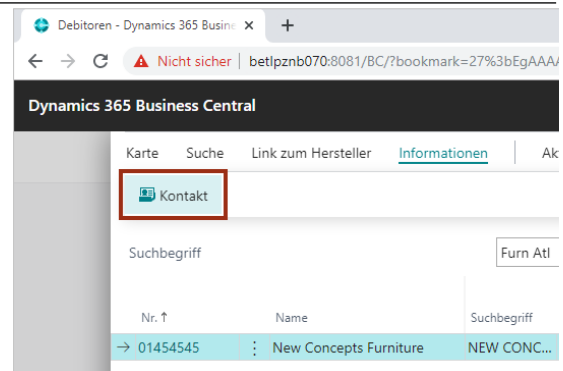 Debitoren - Dynamics 365 Busine
Nicht sicher | betlpznb070:8081/BC/?bookmark=27%3bEgAAAA
Dynamics 365 Business Central
Karte Suche Link zum Hersteller Informationen Ak
Kontakt
Suchbegriff Furn Atl
Nr. ↑ Name Suchbegriff
→ 01454545 New Concepts Furniture NEW CONC...